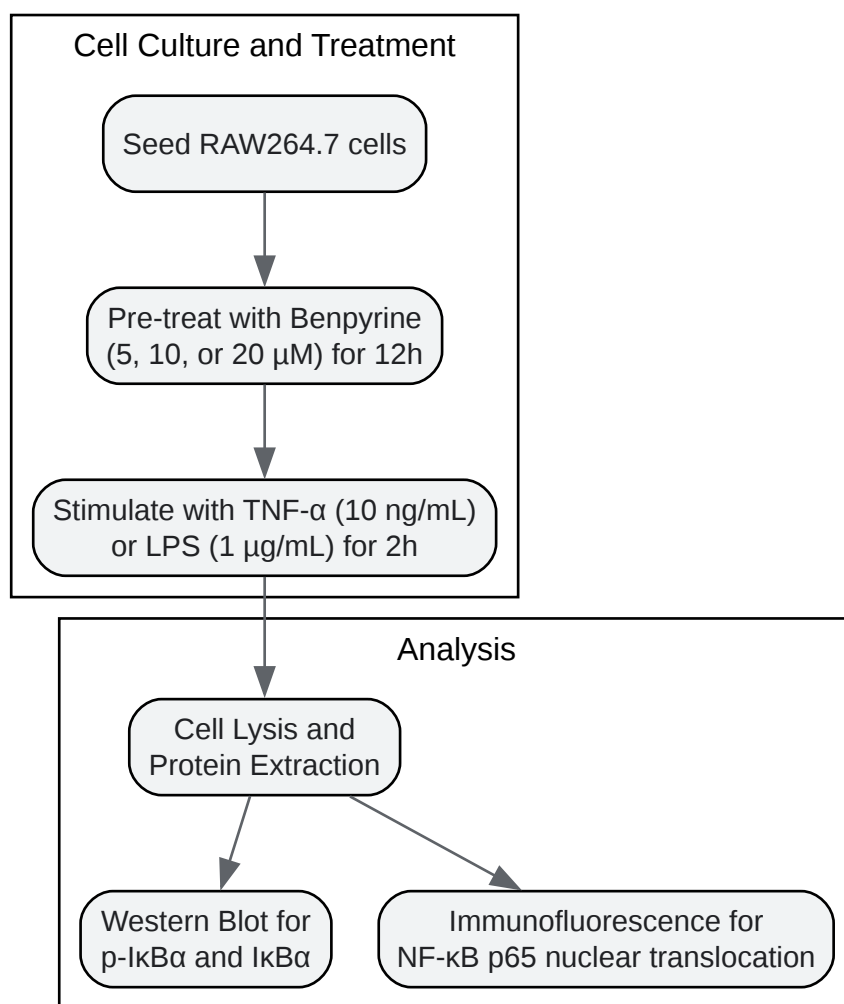 Cell Culture and Treatment
Seed RAW264.7 cells
Pre-treat with Benpyrine
(5, 10, or 20 µM) for 12h
Stimulate with TNF-α (10 ng/mL)
or LPS (1 µg/mL) for 2h
Analysis
Cell Lysis and
Protein Extraction
Western Blot for
p-IκBα and IκBα
Immunofluorescence for
NF-κB p65 nuclear translocation